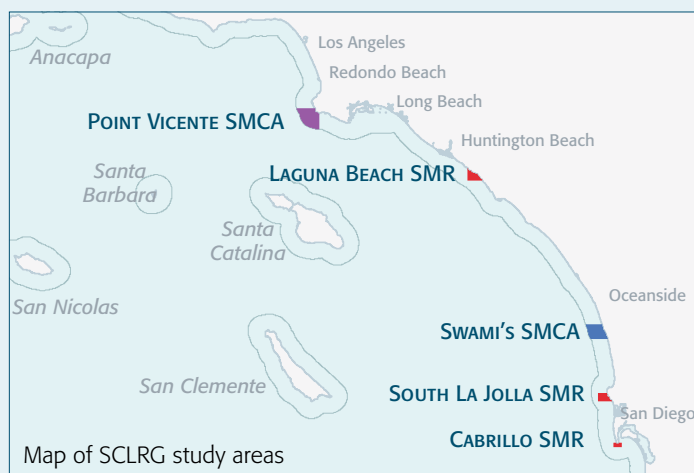 Anacapa
Los Angeles
Redondo Beach
Long Beach
POINT VICENTE SMCA
Huntington Beach
LAGUNA BEACH SMR
Santa
Barbara
Santa
Catalina
San Nicolas
Oceanside
SWAMI'S SMCA
San Clemente
SOUTH LA JOLLA SMR
San Diego
CABRILLO SMR
Map of SCLRG study areas